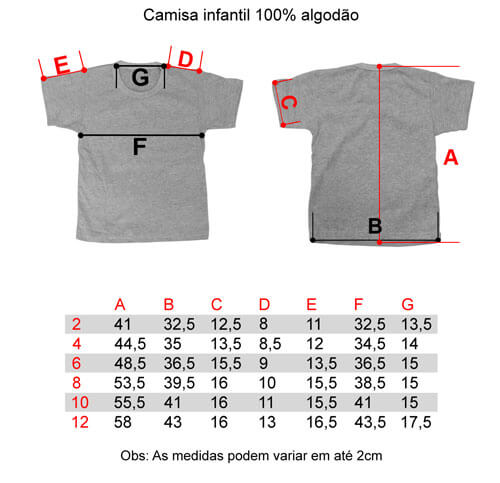 Camisa infantil 100% algodão
E G D
F
C
A
B
A B C D E F G
2 41 32,5 12,5 8 11 32,5 13,5
4 44,5 35 13,5 8,5 12 34,5 14
6 48,5 36,5 15,5 9 13,5 36,5 15
8 53,5 39,5 16 10 15,5 38,5 15
10 55,5 41 16 11 15,5 41 15
12 58 43 16 13 16,5 43,5 17,5
Obs: As medidas podem variar em até 2cm